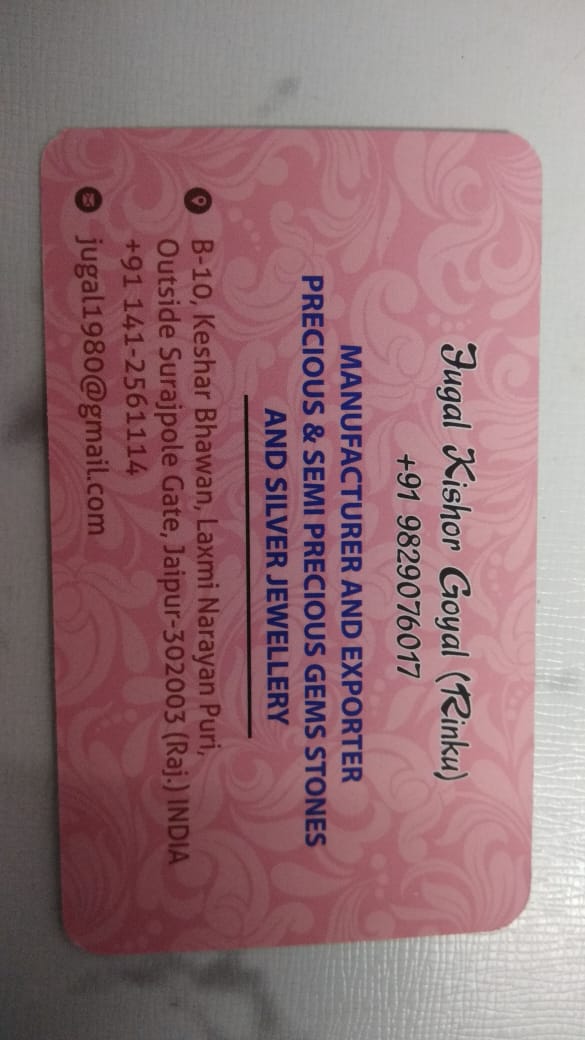 Jugal Kishor Goyal (Rinku)
+91 9829076017
MANUFACTURER AND EXPORTER
PRECIOUS & SEMI PRECIOUS GEMS STONES
AND SILVER JEWELLERY
B-10, Keshar Bhawan, Laxmi Narayan Puri,
Outside Surajpole Gate, Jaipur-302003 (Raj.) INDIA
+91 141-2561114
jugal1980@gmail.com